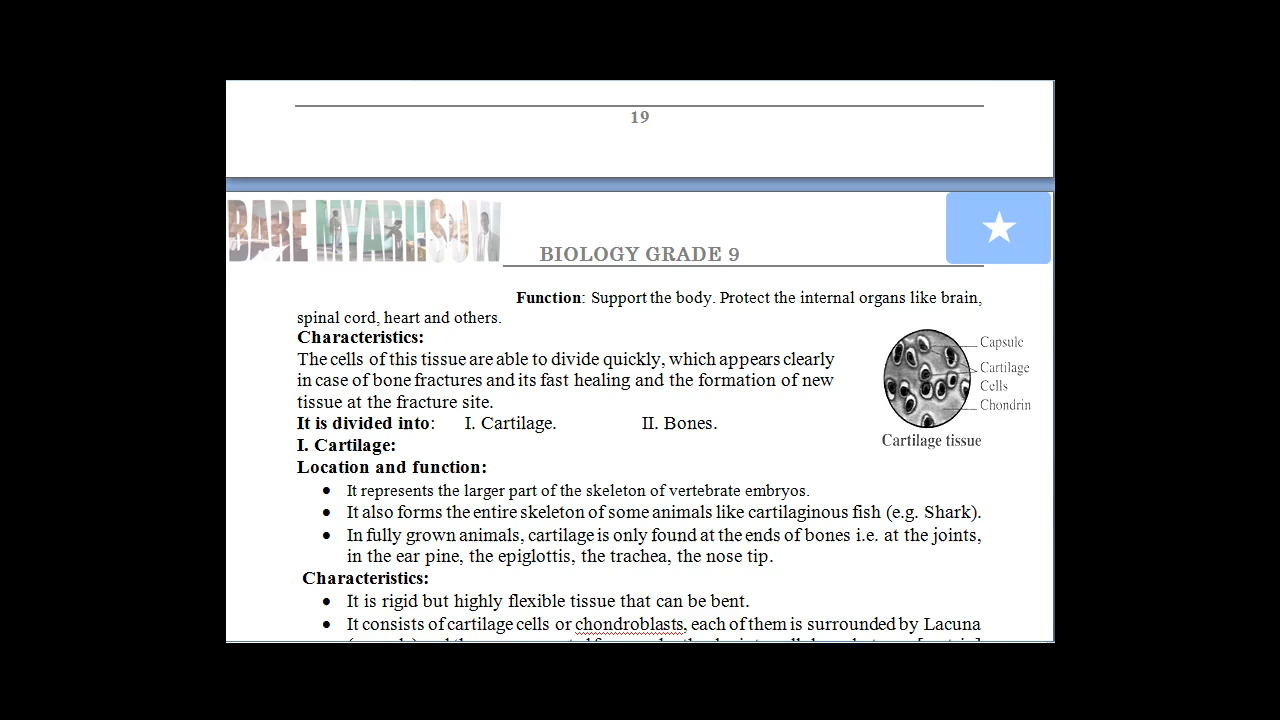 19
BARE MYARIISOW
BIOLOGY GRADE 9
Function: Support the body. Protect the internal organs like brain,
spinal cord, heart and others.
Characteristics:
The cells of this tissue are able to divide quickly, which appears clearly
in case of bone fractures and its fast healing and the formation of new
tissue at the fracture site.
It is divided into: I. Cartilage. II. Bones.
Capsule
Cartilage
Cells
Chondrin
Cartilage tissue
I. Cartilage:
Location and function:
• It represents the larger part of the skeleton of vertebrate embryos.
• It also forms the entire skeleton of some animals like cartilaginous fish (e.g. Shark).
• In fully grown animals, cartilage is only found at the ends of bones i.e. at the joints,
in the ear pine, the epiglottis, the trachea, the nose tip.
Characteristics:
• It is rigid but highly flexible tissue that can be bent.
• It consists of cartilage cells or chondroblasts, each of them is surrounded by Lacuna